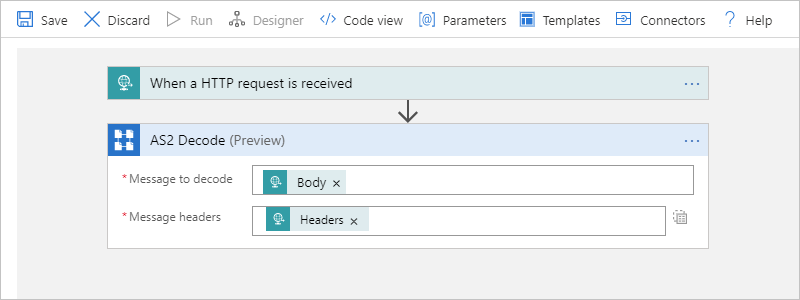 Save Discard Run Designer Code view Parameters Templates Connectors ? Help
When a HTTP request is received ...
AS2 Decode (Preview) ...
* Message to decode Body ×
* Message headers Headers ×